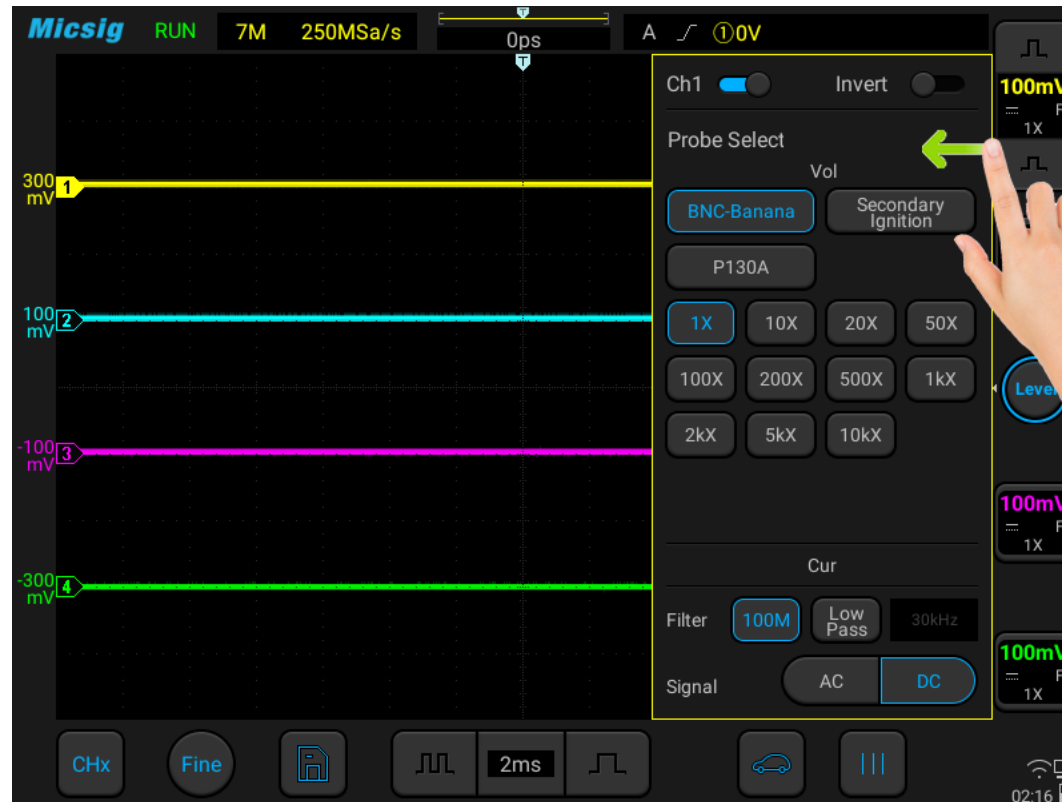 Micsig RUN 7M 250MSa/s 0ps A ①0V
T
T
Ch1 Invert
100mV
F
1X
Probe Select
Vol
300
mV
1
BNC-Banana
Secondary
Ignition
P130A
100
mV
2
1X 10X 20X 50X
100X 200X 500X 1kX
Level
2kX 5kX 10kX
-100
mV
3
100mV
F
1X
Cur
-300
mV
4
Filter 100M Low
Pass 30kHz
100mV
F
1X
Signal AC DC
CHx Fine 2ms
02:16